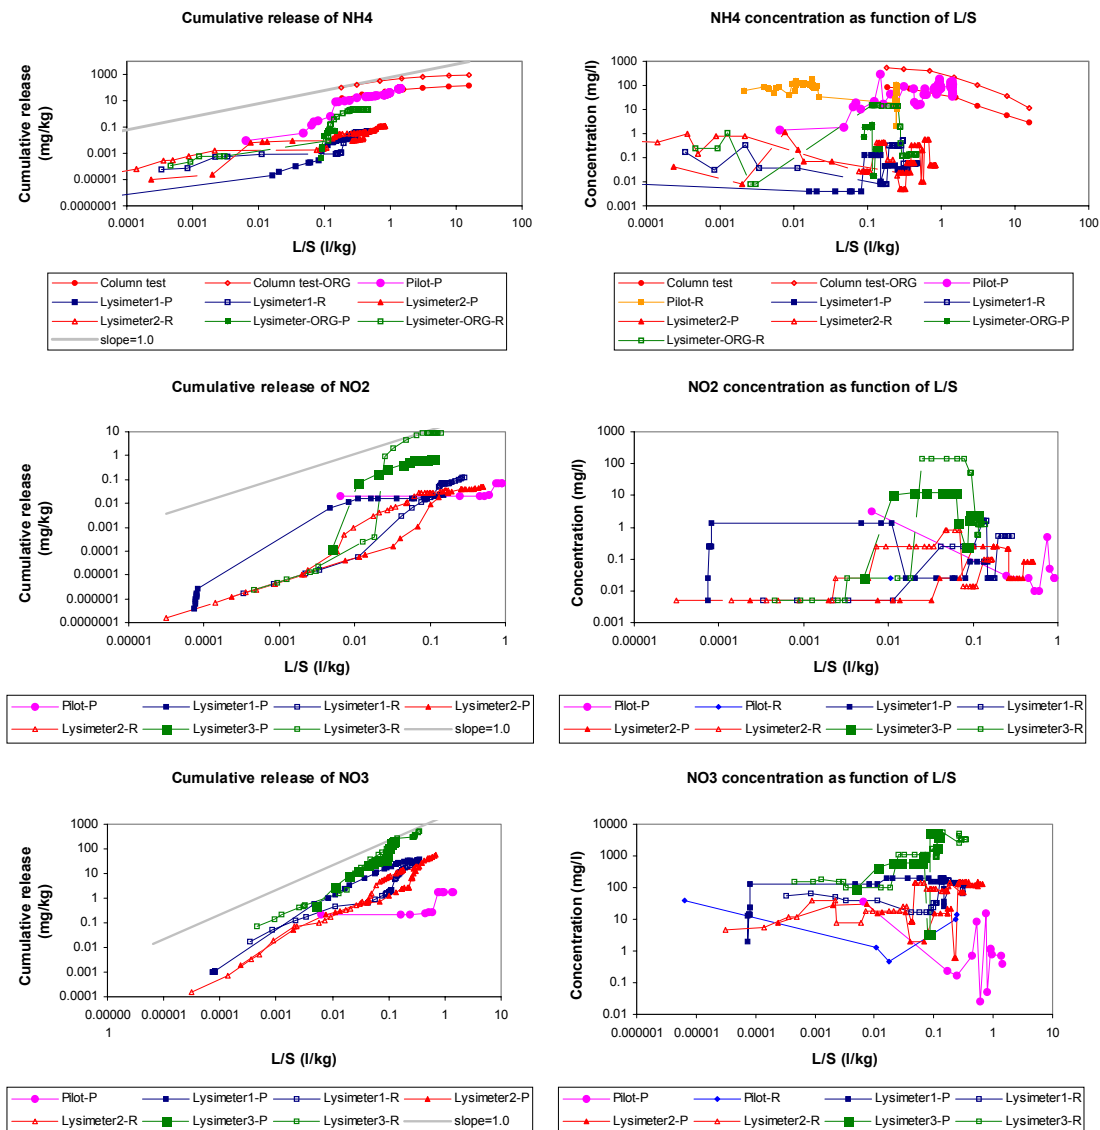 Cumulative release of NH4
Cumulative release
(mg/kg)
1000
10
0.1
0.001
0.00001
0.0000001
0.0001 0.001 0.01 0.1 1 10 100
L/S (l/kg)
Column test Column test-ORG Pilot-P
Lysimeter1-P Lysimeter1-R Lysimeter2-P
Lysimeter2-R Lysimeter-ORG-P Lysimeter-ORG-R
slope=1.0
NH4 concentration as function of L/S
Concentration (mg/l)
1000
100
10
1
0.1
0.01
0.001
0.0001 0.001 0.01 0.1 1 10 100
L/S (l/kg)
Column test Column test-ORG Pilot-P
Pilot-R Lysimeter1-P Lysimeter1-R
Lysimeter2-P Lysimeter2-R Lysimeter-ORG-P
Lysimeter-ORG-R
Cumulative release of NO2
Cumulative release
(mg/kg)
10
1
0.1
0.01
0.001
0.0001
0.00001
0.000001
0.0000001
0.00001 0.0001 0.001 0.01 0.1 1
L/S (l/kg)
Pilot-P Lysimeter1-P Lysimeter1-R Lysimeter2-P
Lysimeter2-R Lysimeter3-P Lysimeter3-R slope=1.0
NO2 concentration as function of L/S
Concentration (mg/l)
1000
100
10
1
0.1
0.01
0.001
0.00001 0.0001 0.001 0.01 0.1 1
L/S (l/kg)
Pilot-P Pilot-R Lysimeter1-P Lysimeter1-R
Lysimeter2-P Lysimeter2-R Lysimeter3-P Lysimeter3-R
Cumulative release of NO3
Cumulative release
(mg/kg)
1000
100
10
1
0.1
0.01
0.001
0.0001
0.000001 0.00001 0.0001 0.001 0.01 0.1 1 10
L/S (l/kg)
Pilot-P Lysimeter1-P Lysimeter1-R Lysimeter2-P
Lysimeter2-R Lysimeter3-P Lysimeter3-R slope=1.0
NO3 concentration as function of L/S
Concentration (mg/l)
10000
1000
100
10
1
0.1
0.01
0.000001 0.00001 0.0001 0.001 0.01 0.1 1 10
L/S (l/kg)
Pilot-P Pilot-R Lysimeter1-P Lysimeter1-R
Lysimeter2-P Lysimeter2-R Lysimeter3-P Lysimeter3-R